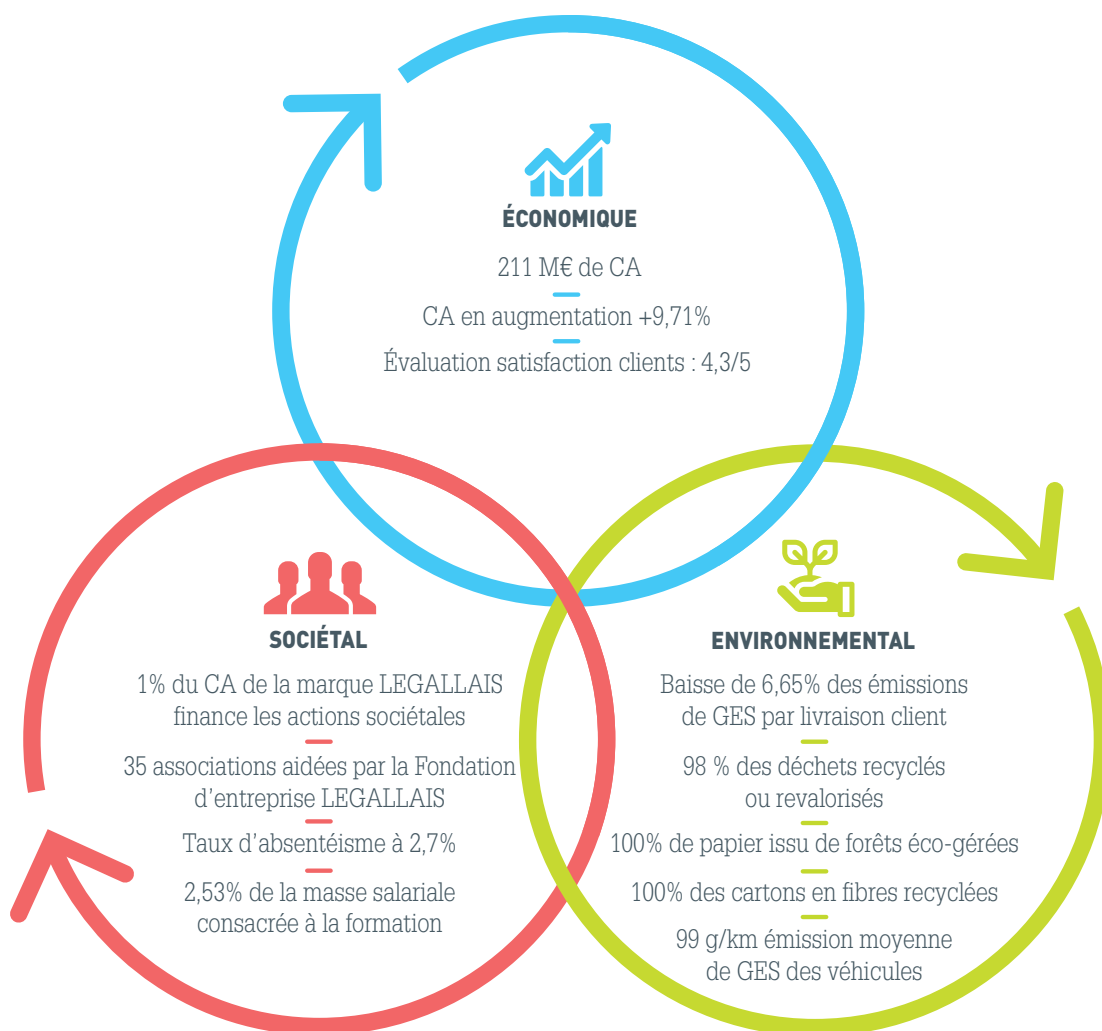 ÉCONOMIQUE
211 M€ de CA
CA en augmentation +9,71%
Évaluation satisfaction clients : 4,3/5
SOCIÉTAL
1% du CA de la marque LEGALLAIS
finance les actions sociétales
35 associations aidées par la Fondation
d'entreprise LEGALLAIS
Taux d'absentéisme à 2,7%
2,53% de la masse salariale
consacrée à la formation
ENVIRONNEMENTAL
Baisse de 6,65% des émissions
de GES par livraison client
98 % des déchets recyclés
ou revalorisés
100% de papier issu de forêts éco-gérées
100% des cartons en fibres recyclées
99 g/km émission moyenne
de GES des véhicules